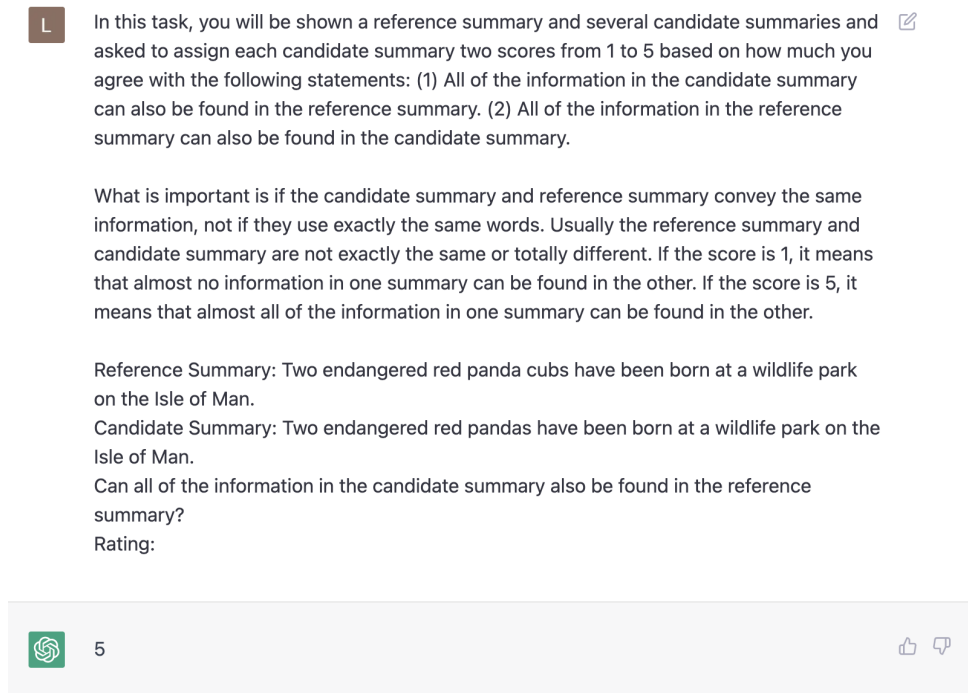 L
In this task, you will be shown a reference summary and several candidate summaries and
asked to assign each candidate summary two scores from 1 to 5 based on how much you
agree with the following statements: (1) All of the information in the candidate summary
can also be found in the reference summary. (2) All of the information in the reference
summary can also be found in the candidate summary.
What is important is if the candidate summary and reference summary convey the same
information, not if they use exactly the same words. Usually the reference summary and
candidate summary are not exactly the same or totally different. If the score is 1, it means
that almost no information in one summary can be found in the other. If the score is 5, it
means that almost all of the information in one summary can be found in the other.
Reference Summary: Two endangered red panda cubs have been born at a wildlife park
on the Isle of Man.
Candidate Summary: Two endangered red pandas have been born at a wildlife park on the
Isle of Man.
Can all of the information in the candidate summary also be found in the reference
summary?
Rating:
5